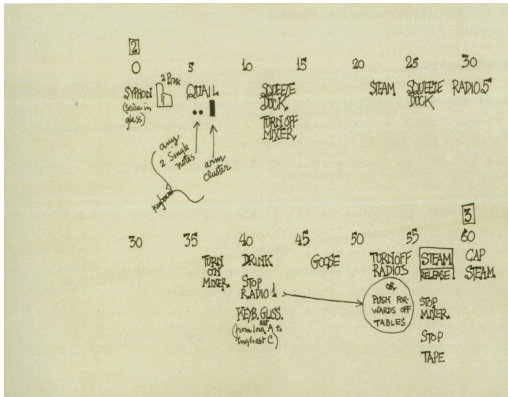 2
0 5 10 15 20 25 30
SYPHON
(soda in
glass)
2
QUAIL
SQUEEZE
DUCK
TURN OFF
MIXER
STEAM
SQUEEZE
DUCK
RADIO 5
any
2 single
notes
arm
cluster
keyboard
3
30 35 40 45 50 55 60
TURN
ON
MIXER
DRINK
STOP
RADIO 1
KEYB. GLISS.
(from low A to
highest C)
GOOSE
TURN OFF
RADIOS
OR
PUSH FOR-
WARDS OFF
TABLES
STEAM
RELEASE
STOP
MIXER
STOP
TAPE
CAP
STEAM